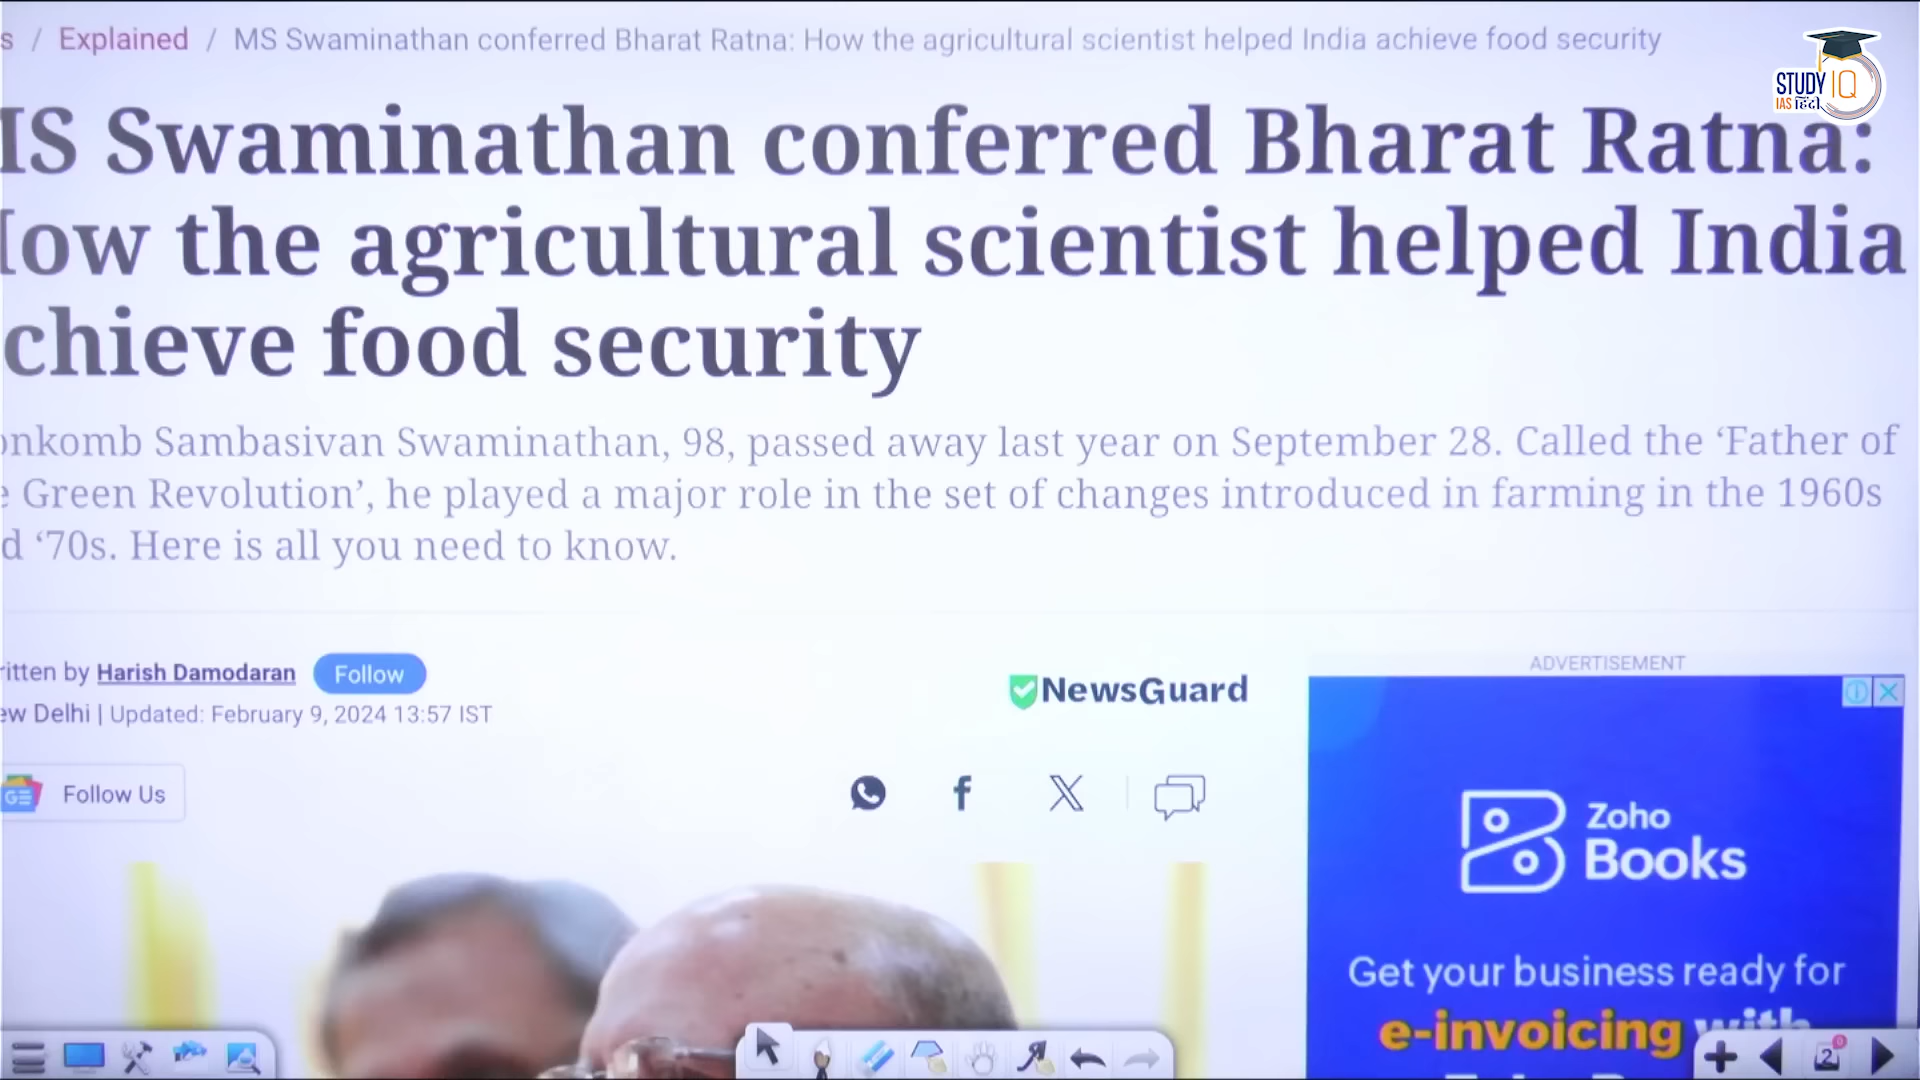 s / Explained / MS Swaminathan conferred Bharat Ratna: How the agricultural scientist helped India achieve food security
STUDY IQ
IAS हिंदी
IS Swaminathan conferred Bharat Ratna:
ow the agricultural scientist helped India
chieve food security
onkomb Sambasivan Swaminathan, 98, passed away last year on September 28. Called the ‘Father of
e Green Revolution’, he played a major role in the set of changes introduced in farming in the 1960s
d ‘70s. Here is all you need to know.
ritten by Harish Damodaran Follow
ew Delhi | Updated: February 9, 2024 13:57 IST
NewsGuard
ADVERTISEMENT
GE Follow Us
Zoho
Books
Get your business ready for
e-invoicing with
2
0